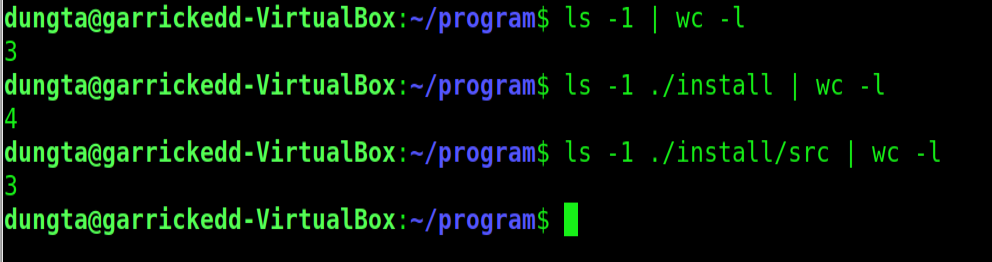 dungta@garrickedd-VirtualBox:~/program$ ls -1 | wc -l
3
dungta@garrickedd-VirtualBox:~/program$ ls -1 ./install | wc -l
4
dungta@garrickedd-VirtualBox:~/program$ ls -1 ./install/src | wc -l
3
dungta@garrickedd-VirtualBox:~/program$